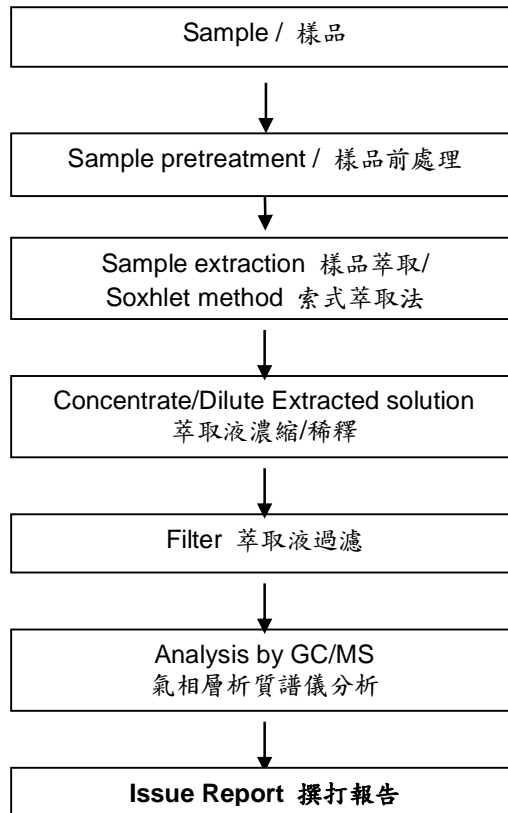 Sample / 樣品
Sample pretreatment / 樣品前處理
Sample extraction 樣品萃取/
Soxhlet method 索式萃取法
Concentrate/Dilute Extracted solution
萃取液濃縮/稀釋
Filter 萃取液過濾
Analysis by GC/MS
氣相層析質譜儀分析
Issue Report 撰打報告